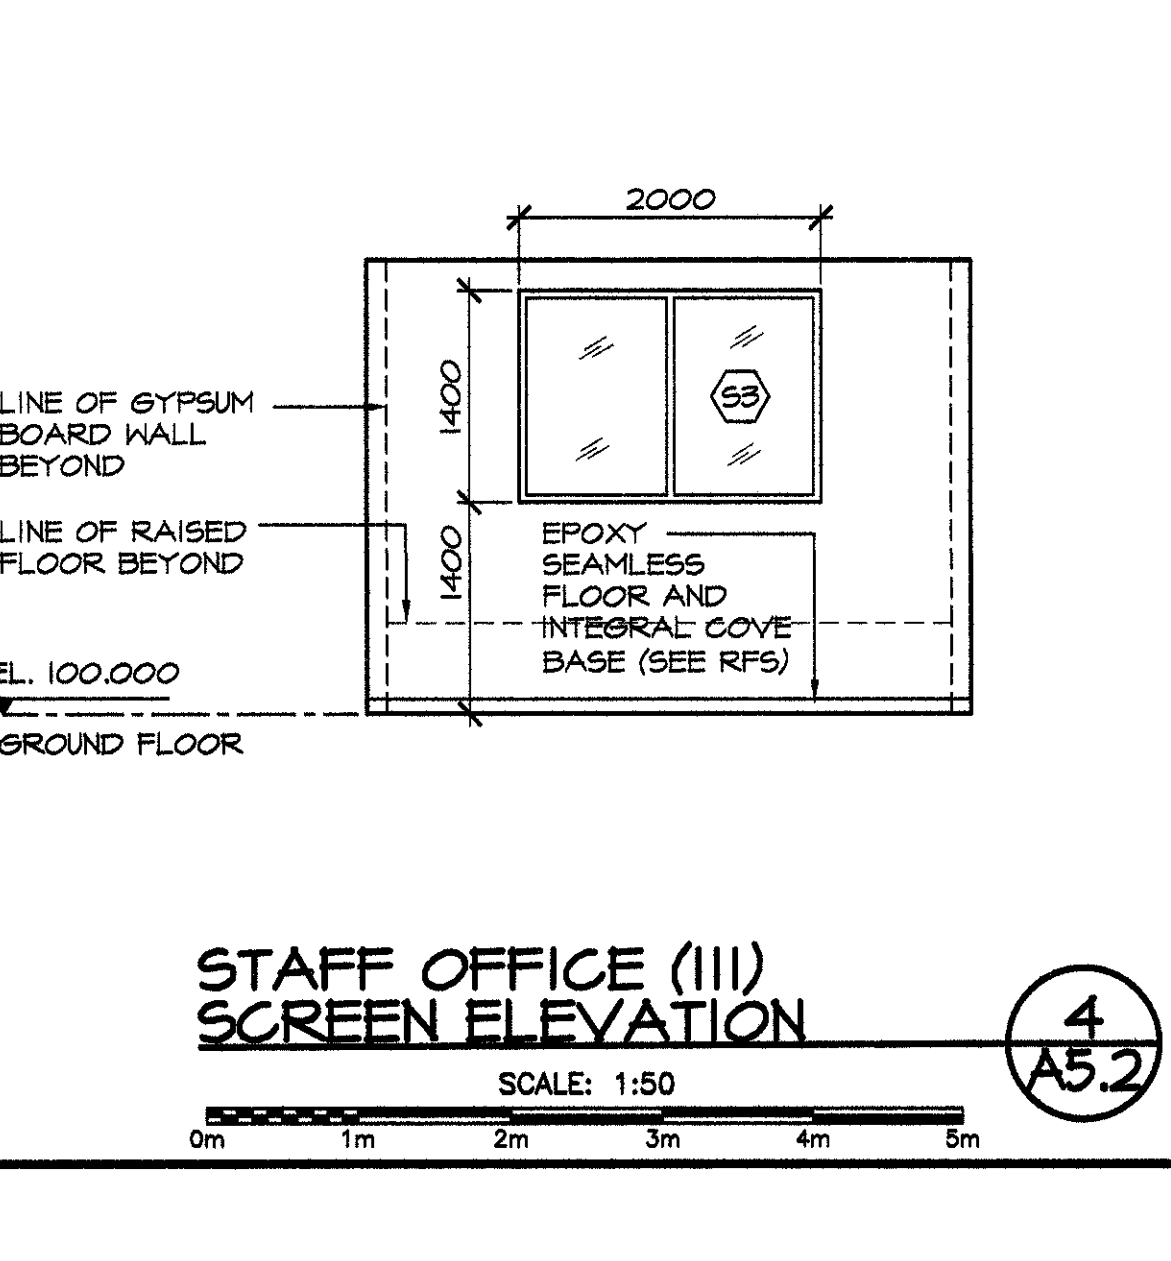 2000
1400
S3
LINE OF GYPSUM
BOARD WALL
BEYOND
LINE OF RAISED
FLOOR BEYOND
1400
EPOXY
SEAMLESS
FLOOR AND
INTEGRAL COVE
BASE (SEE RFS)
EL. 100.000
GROUND FLOOR
STAFF OFFICE (111)
SCREEN ELEVATION
4
A5.2
SCALE: 1:50
0m 1m 2m 3m 4m 5m